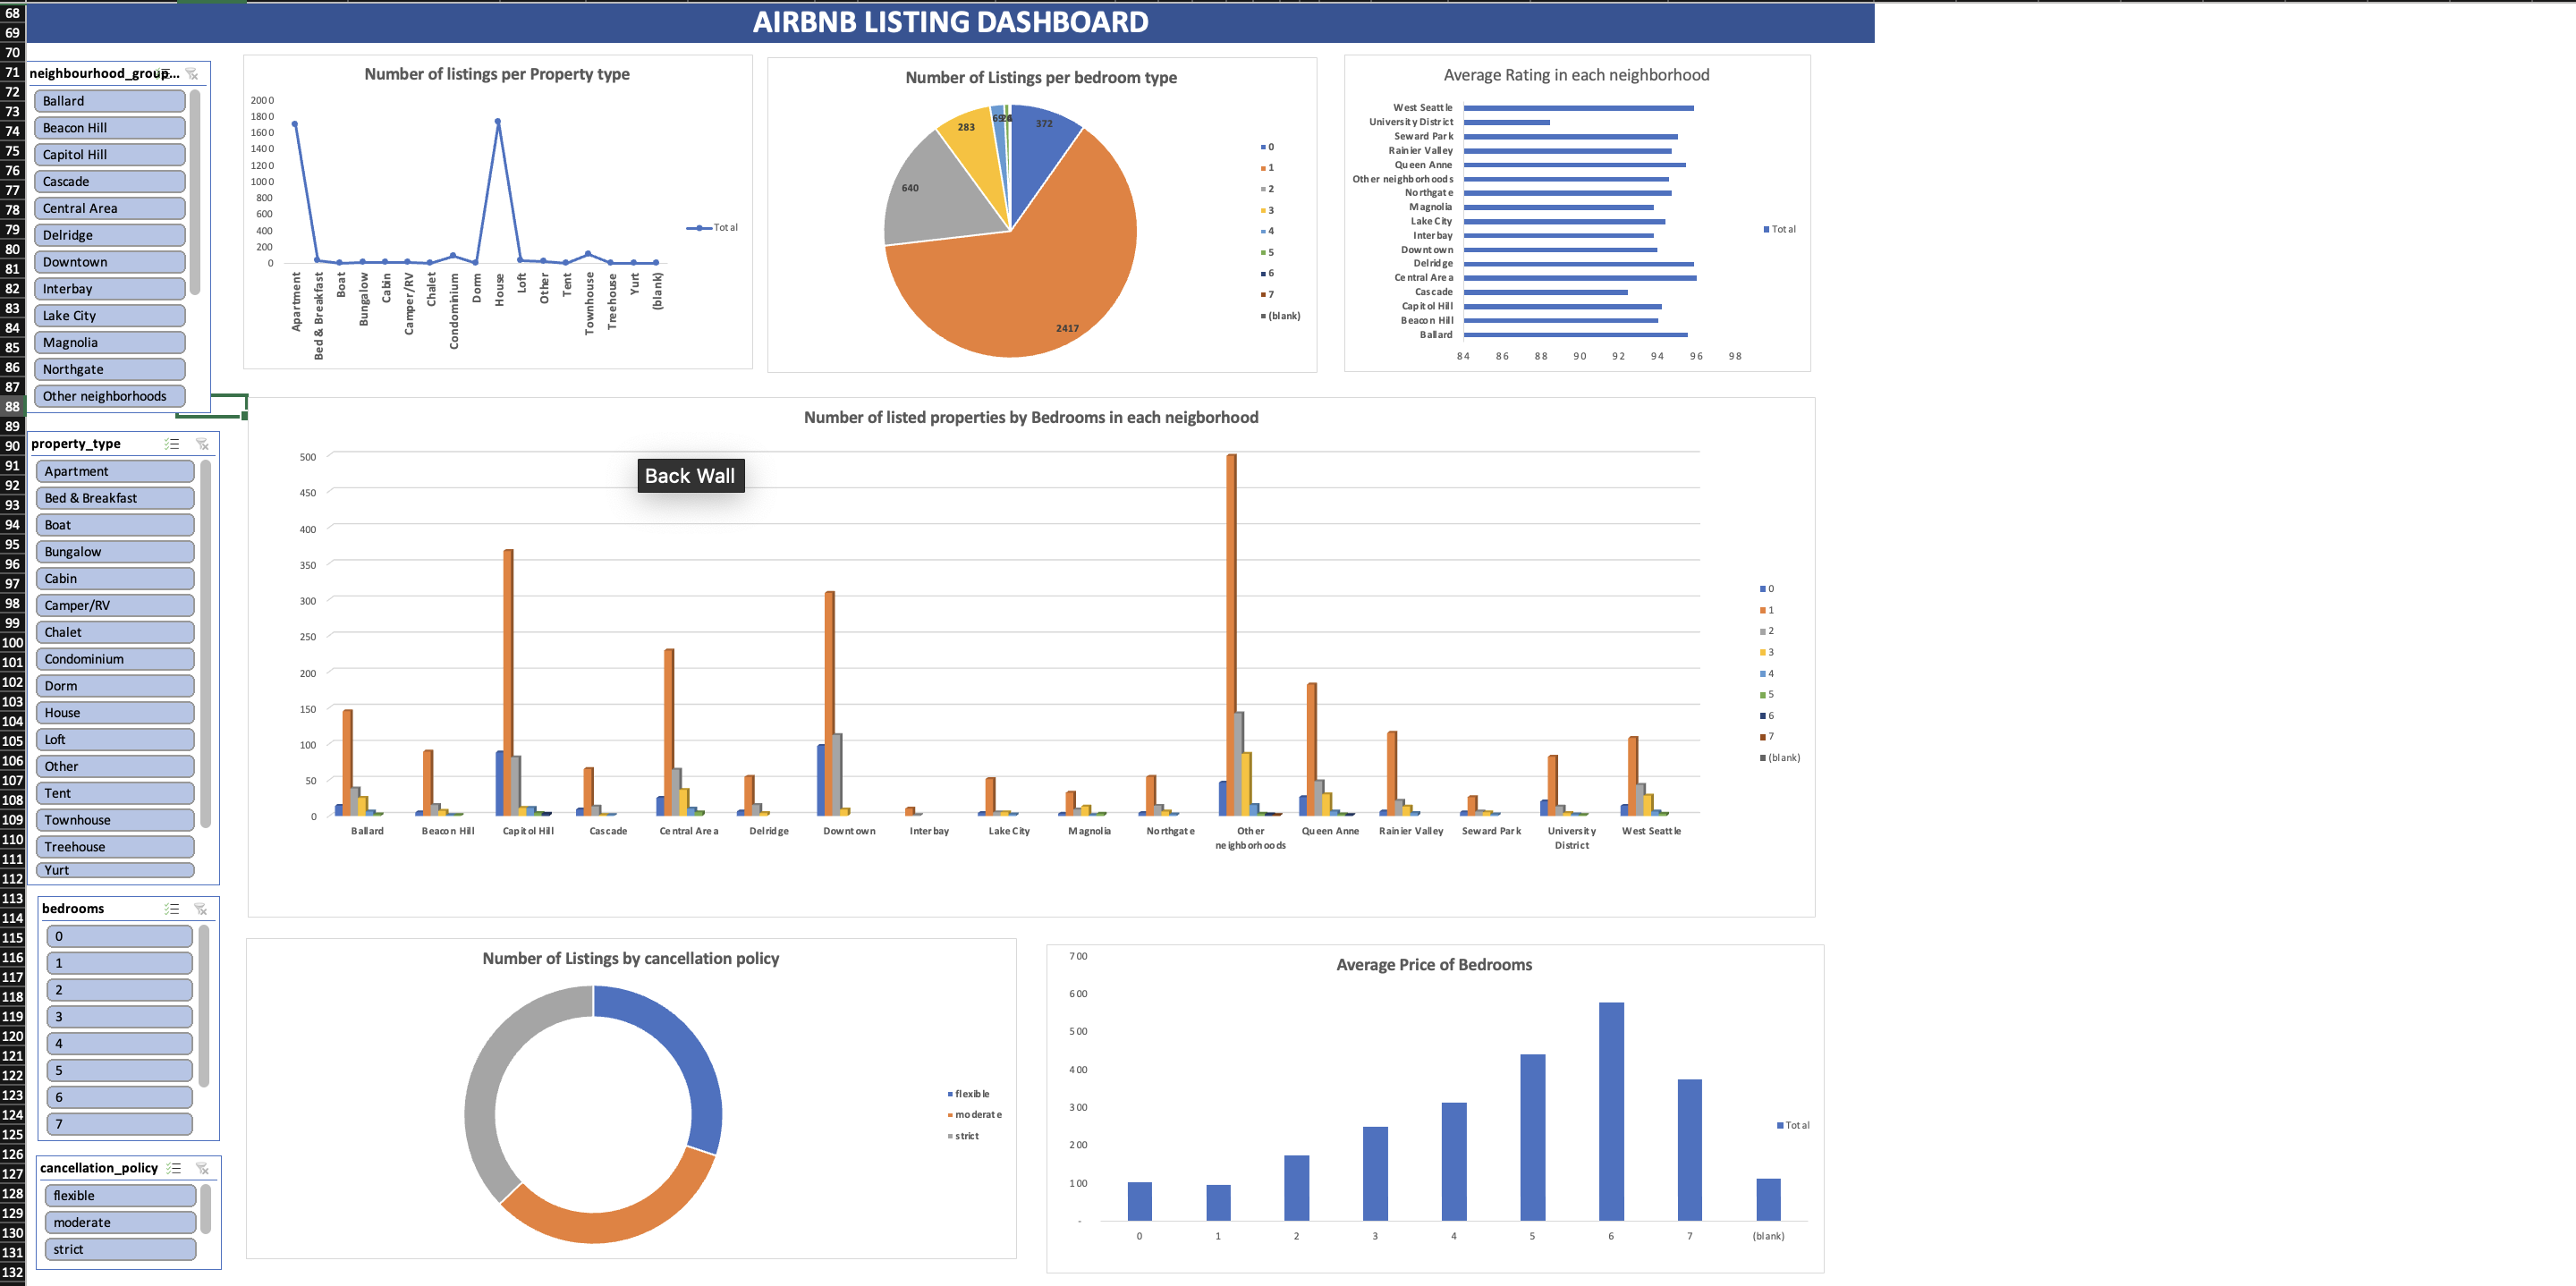 AIRBNB LISTING DASHBOARD
68
69
70
71
72
73
74
75
76
77
78
79
80
81
82
83
84
85
86
87
88
89
90
91
92
93
94
95
96
97
98
99
100
101
102
103
104
105
106
107
108
109
110
111
112
113
114
115
116
117
118
119
120
121
122
123
124
125
126
127
128
129
130
131
132
neighbourhood_group...
Ballard
Beacon Hill
Capitol Hill
Cascade
Central Area
Delridge
Downtown
Interbay
Lake City
Magnolia
Northgate
Other neighborhoods
property_type
Apartment
Bed & Breakfast
Boat
Bungalow
Cabin
Camper/RV
Chalet
Condominium
Dorm
House
Loft
Other
Tent
Townhouse
Treehouse
Yurt
bedrooms
0
1
2
3
4
5
6
7
cancellation_policy
flexible
moderate
strict
Number of listings per Property type
2000
1800
1600
1400
1200
1000
800
600
400
200
0
Apartment
Bed & Breakfast
Boat
Bungalow
Cabin
Camper/RV
Chalet
Condominium
Dorm
House
Loft
Other
Tent
Townhouse
Treehouse
Yurt
(blank)
Total
Number of Listings per bedroom type
372
2417
640
283
0
1
2
3
4
5
6
7
(blank)
Average Rating in each neighborhood
West Seattle
University District
Seward Park
Rainier Valley
Queen Anne
Other neighborhoods
Northgate
Magnolia
Lake City
Interbay
Downtown
Delridge
Central Area
Cascade
Capitol Hill
Beacon Hill
Ballard
84 86 88 90 92 94 96 98
Total
Number of listed properties by Bedrooms in each neigborhood
Back Wall
500
450
400
350
300
250
200
150
100
50
0
Ballard Beacon Hill Capitol Hill Cascade Central Area Delridge Downtown Interbay Lake City Magnolia Northgate Other neighborhoods Queen Anne Rainier Valley Seward Park University District West Seattle
0
1
2
3
4
5
6
7
(blank)
Number of Listings by cancellation policy
flexible
moderate
strict
Average Price of Bedrooms
700
600
500
400
300
200
100
-
0 1 2 3 4 5 6 7 (blank)
Total